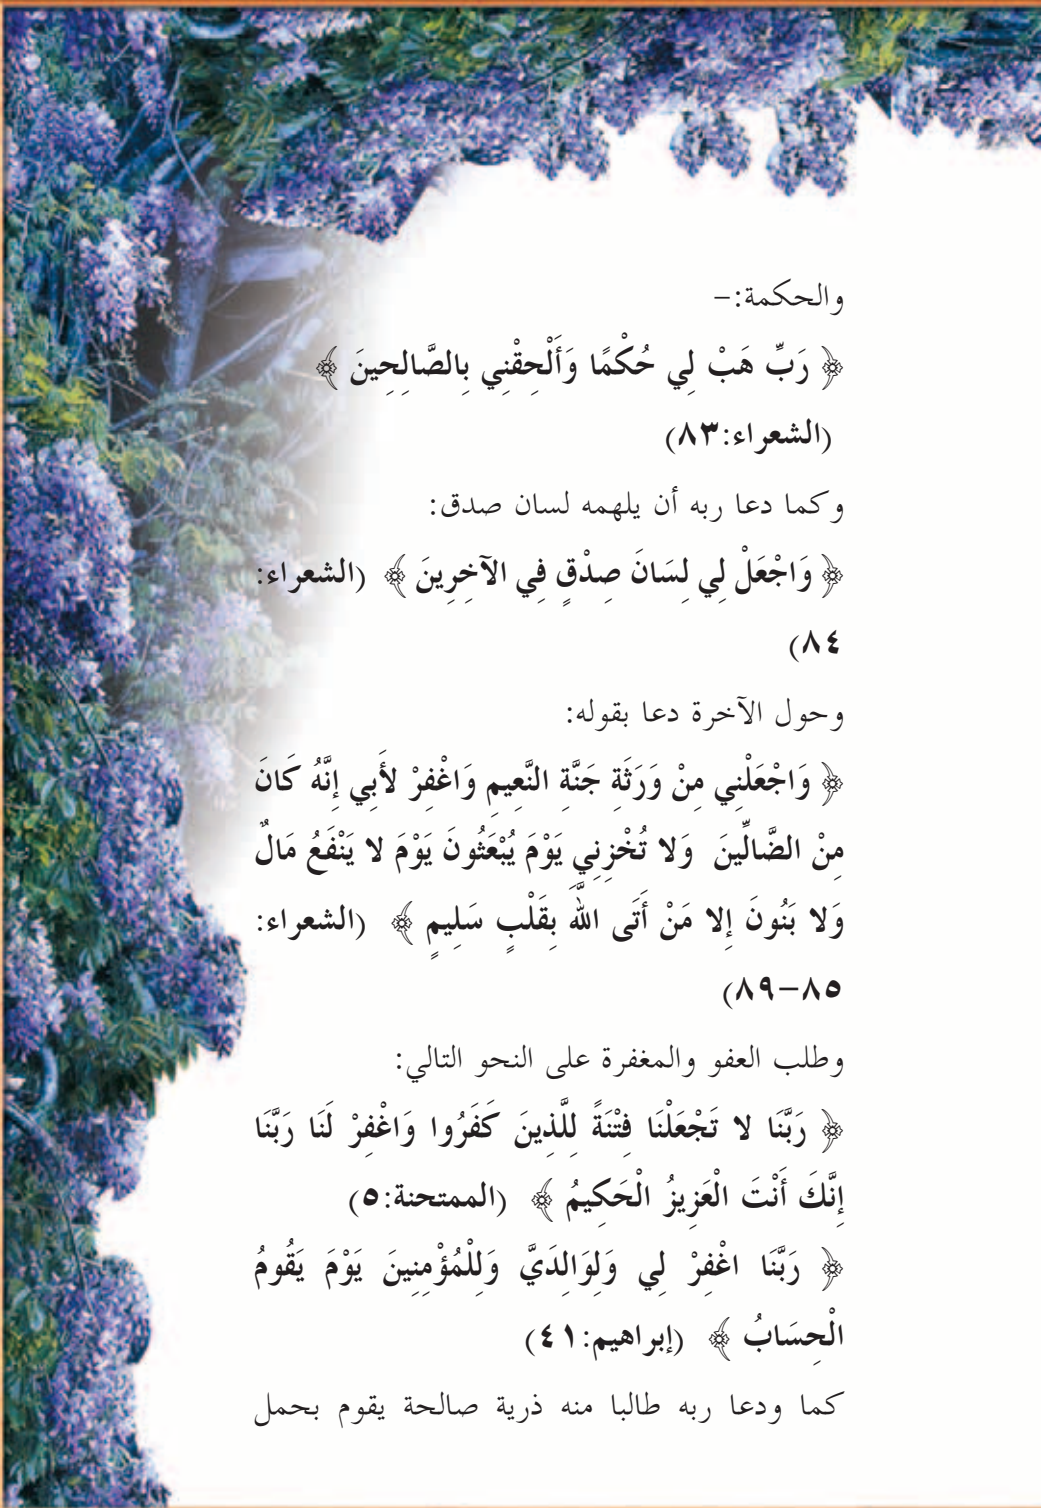 والحكمة:-
﴿ رَبِّ هَبْ لِي حُكْمًا وَأَلْحِقْنِي بِالصَّالِحِينَ ﴾
(الشعراء:٨٣)
وكما دعا ربه أن يلهمه لسان صدق:
﴿ وَاجْعَلْ لِي لِسَانَ صِدْقٍ فِي الآخِرِينَ ﴾ (الشعراء:
٨٤)
وحول الآخرة دعا بقوله:
﴿ وَاجْعَلْنِي مِنْ وَرَثَةِ جَنَّةِ النَّعِيمِ وَاغْفِرْ لأَبِي إِنَّهُ كَانَ
مِنْ الضَّالِّينَ وَلا تُخْزِنِي يَوْمَ يُبْعَثُونَ يَوْمَ لا يَنْفَعُ مَالٌ
وَلا بَنُونَ إِلا مَنْ أَتَى اللَّهَ بِقَلْبٍ سَلِيمٍ ﴾ (الشعراء:
٨٥-٨٩)
وطلب العفو والمغفرة على النحو التالي:
﴿ رَبَّنَا لا تَجْعَلْنَا فِتْنَةً لِلَّذِينَ كَفَرُوا وَاغْفِرْ لَنَا رَبَّنَا
إِنَّكَ أَنْتَ الْعَزِيزُ الْحَكِيمُ ﴾ (الممتحنة:٥)
﴿ رَبَّنَا اغْفِرْ لِي وَلِوَالِدَيَّ وَلِلْمُؤْمِنِينَ يَوْمَ يَقُومُ
الْحِسَابُ ﴾ (إبراهيم:٤١)
كما ودعا ربه طالبا منه ذرية صالحة يقوم بحمل